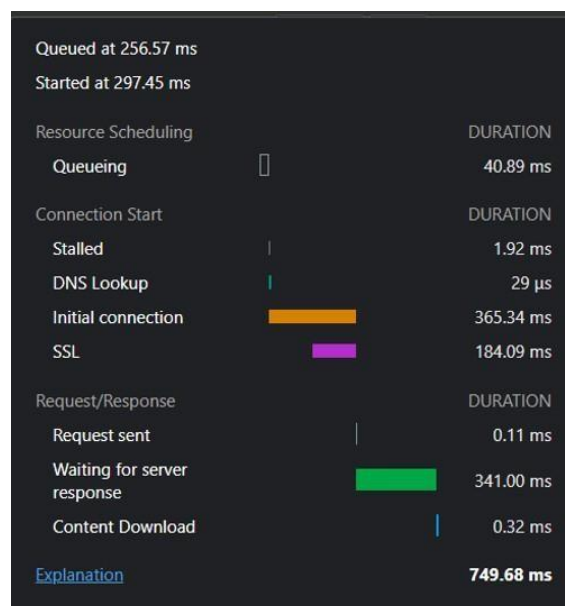 Queued at 256.57 ms
Started at 297.45 ms
Resource Scheduling DURATION
Queueing 40.89 ms
Connection Start DURATION
Stalled 1.92 ms
DNS Lookup 29 μs
Initial connection 365.34 ms
SSL 184.09 ms
Request/Response DURATION
Request sent 0.11 ms
Waiting for server
response 341.00 ms
Content Download 0.32 ms
Explanation 749.68 ms